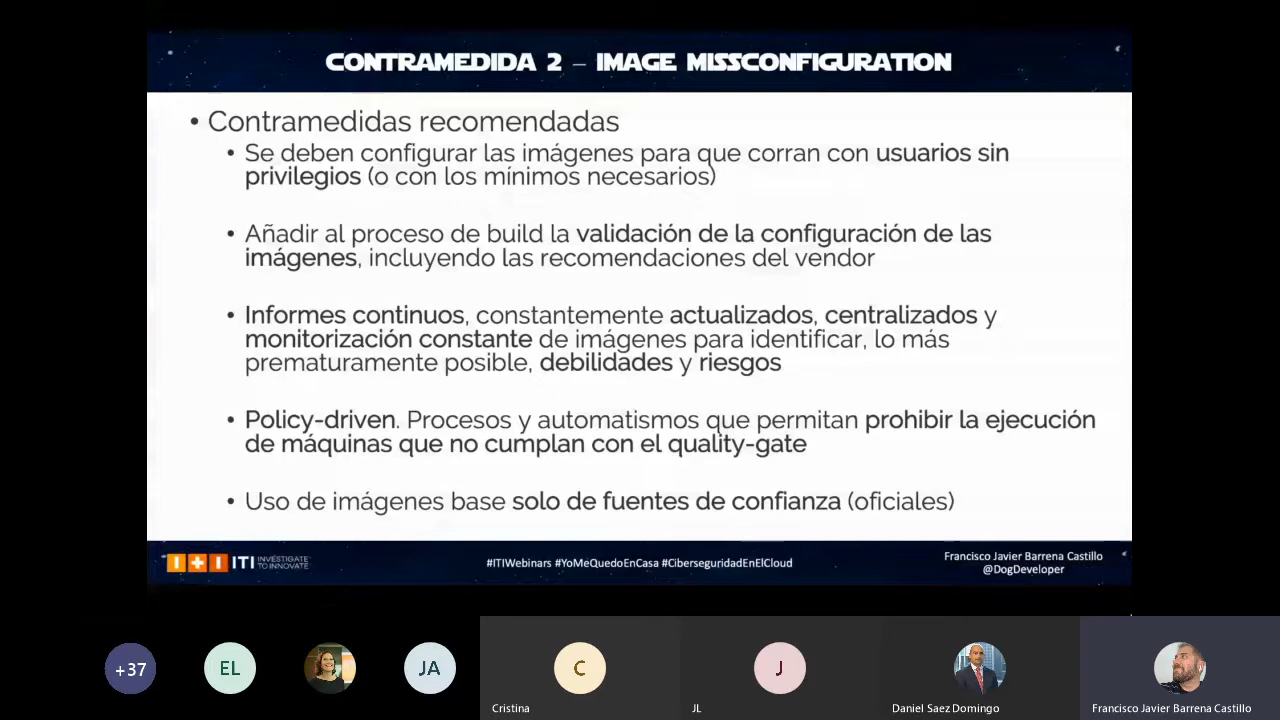 CONTRAMEDIDA 2 – IMAGE MISSCONFIGURATION
• Contramedidas recomendadas
• Se deben configurar las imágenes para que corran con usuarios sin
privilegios (o con los mínimos necesarios)
• Añadir al proceso de build la validación de la configuración de las
imágenes, incluyendo las recomendaciones del vendor
• Informes continuos, constantemente actualizados, centralizados y
monitorización constante de imágenes para identificar, lo más
prematuramente posible, debilidades y riesgos
• Policy-driven. Procesos y automatismos que permitan prohibir la ejecución
de máquinas que no cumplan con el quality-gate
• Uso de imágenes base solo de fuentes de confianza (oficiales)
I+I ITI INVESTIGATE
TO INNOVATE
#ITIWebinars #YoMeQuedoEnCasa #CiberseguridadEnElCloud
Francisco Javier Barrena Castillo
@DogDeveloper
+37
EL
JA
C
J
Cristina
JL
Daniel Saez Domingo
Francisco Javier Barrena Castillo